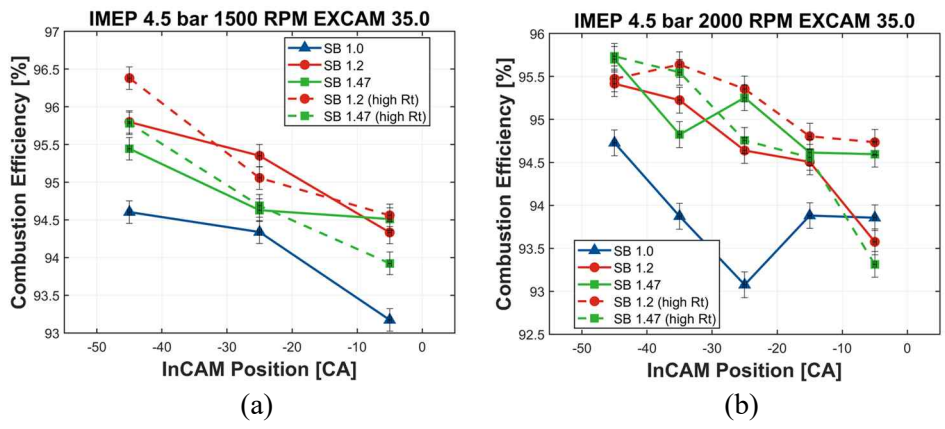 IMEP 4.5 bar 1500 RPM EXCAM 35.0
97
96.5
96
95.5
95
94.5
94
93.5
93
Combustion Efficiency [%]
SB 1.0
SB 1.2
SB 1.47
SB 1.2 (high Rt)
SB 1.47 (high Rt)
-50
-40
-30
-20
-10
0
InCAM Position [CA]
(a)
IMEP 4.5 bar 2000 RPM EXCAM 35.0
96
95.5
95
94.5
94
93.5
93
92.5
Combustion Efficiency [%]
SB 1.0
SB 1.2
SB 1.47
SB 1.2 (high Rt)
SB 1.47 (high Rt)
-50
-40
-30
-20
-10
0
InCAM Position [CA]
(b)